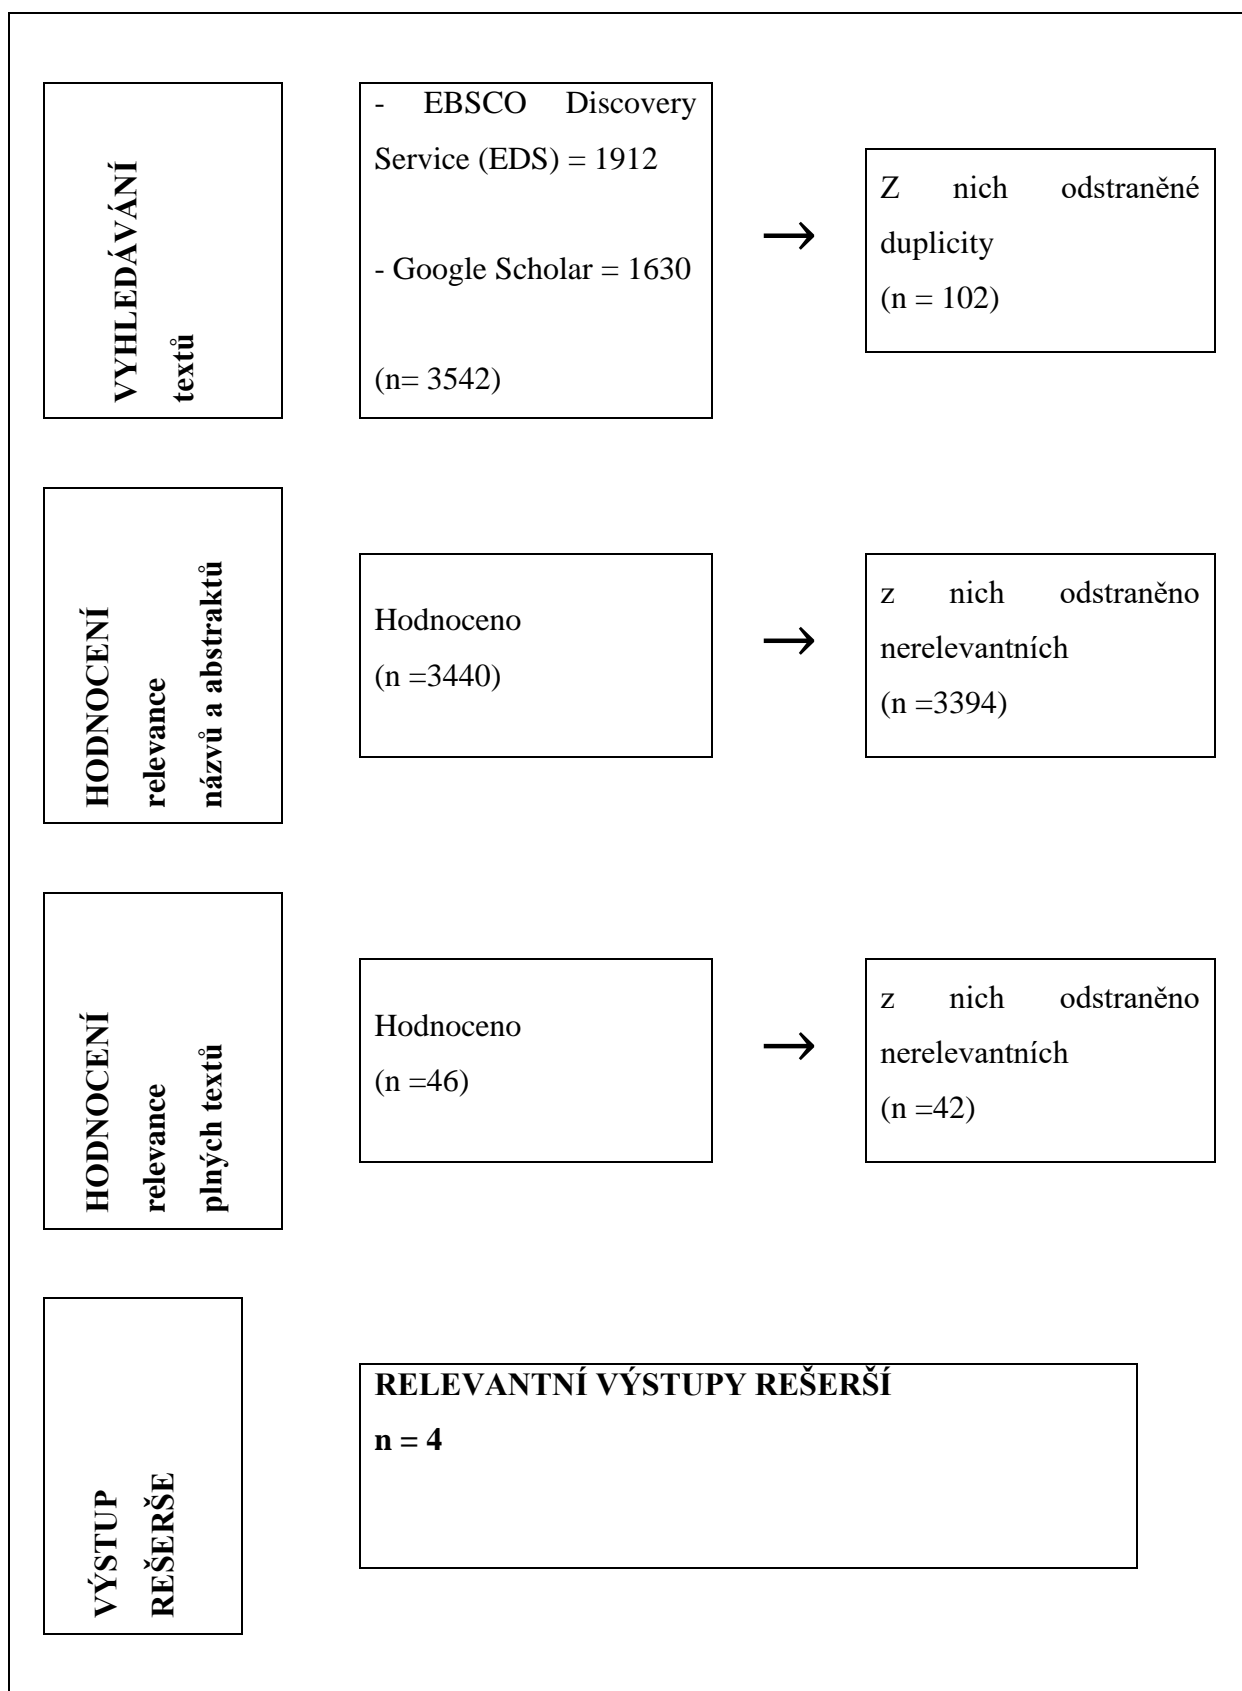 VYHLEDÁVÁNÍ
textů
- EBSCO Discovery
Service (EDS) = 1912
- Google Scholar = 1630
(n= 3542)
→
Z nich odstraněné
duplicity
(n = 102)
HODNOCENÍ
relevance
názvů a abstraktů
Hodnoceno
(n =3440)
→
z nich odstraněno
nerelevantních
(n =3394)
HODNOCENÍ
relevance
plných textů
Hodnoceno
(n =46)
→
z nich odstraněno
nerelevantních
(n =42)
VÝSTUP
REŠERŠE
RELEVANTNÍ VÝSTUPY REŠERŠÍ
n = 4